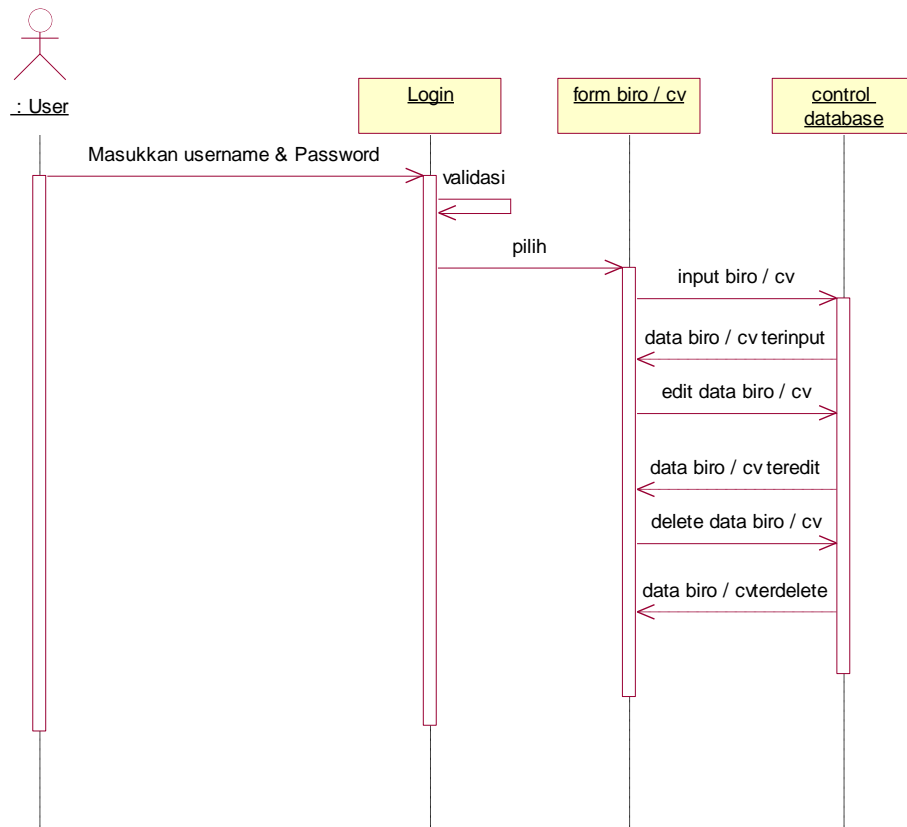 : User
Login
form biro / cv
control
database
Masukkan username & Password
validasi
pilih
input biro / cv
data biro / cv terinput
edit data biro / cv
data biro / cv teredit
delete data biro / cv
data biro / cvterdelete